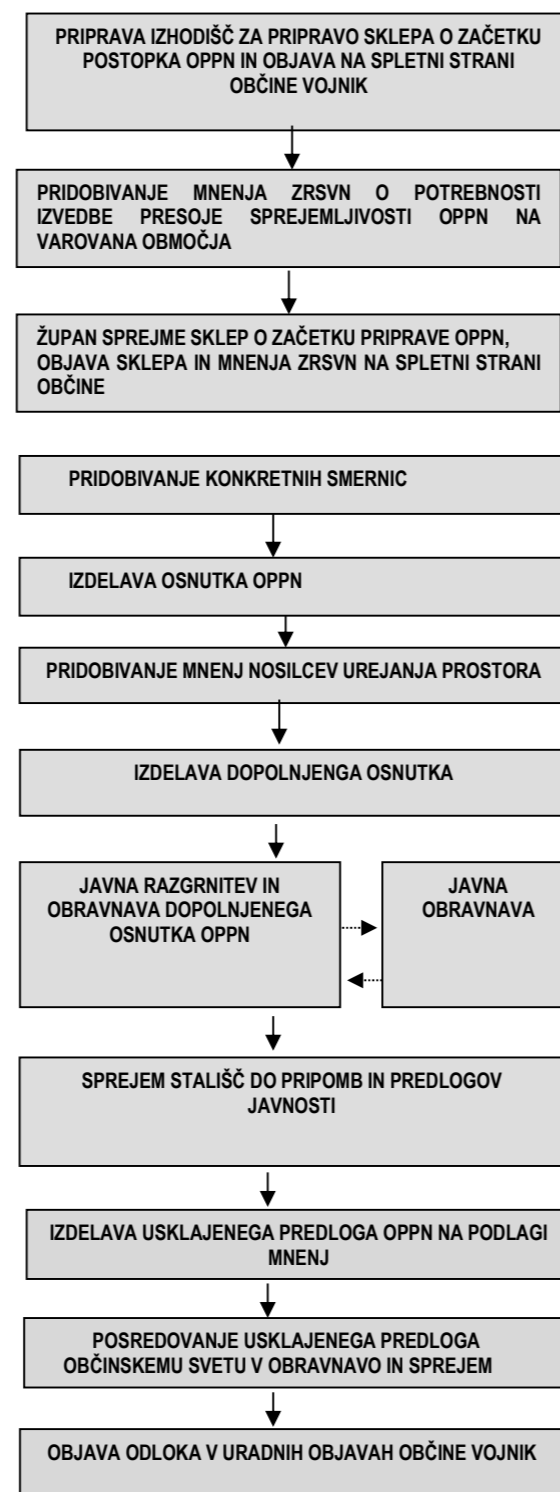 PRIPRAVA IZHODIŠČ ZA PRIPRAVO SKLEPA O ZAČETKU
POSTOPKA OPPN IN OBJAVA NA SPLETNI STRANI
OBČINE VOJNIK
PRIDOBIVANJE MNENJA ZRSVN O POTREBNOSTI
IZVEDBE PRESOJE SPREJEMLJIVOSTI OPPN NA
VAROVANA OBMOČJA
ŽUPAN SPREJME SKLEP O ZAČETKU PRIPRAVE OPPN,
OBJAVA SKLEPA IN MNENJA ZRSVN NA SPLETNI STRANI
OBČINE
PRIDOBIVANJE KONKRETNIH SMERNIC
IZDELAVA OSNUTKA OPPN
PRIDOBIVANJE MNENJ NOSILCEV UREJANJA PROSTORA
IZDELAVA DOPOLNJENGA OSNUTKA
JAVNA RAZGRNITEV IN
OBRAVNAVA DOPOLNJENEGA
OSNUTKA OPPN
JAVNA
OBRAVNAVA
SPREJEM STALIŠČ DO PRIPOMB IN PREDLOGOV
JAVNOSTI
IZDELAVA USKLAJENEGA PREDLOGA OPPN NA PODLAGI
MNENJ
POSREDOVANJE USKLAJENEGA PREDLOGA
OBČINSKEMU SVETU V OBRAVNAVO IN SPREJEM
OBJAVA ODLOKA V URADNIH OBJAVAH OBČINE VOJNIK